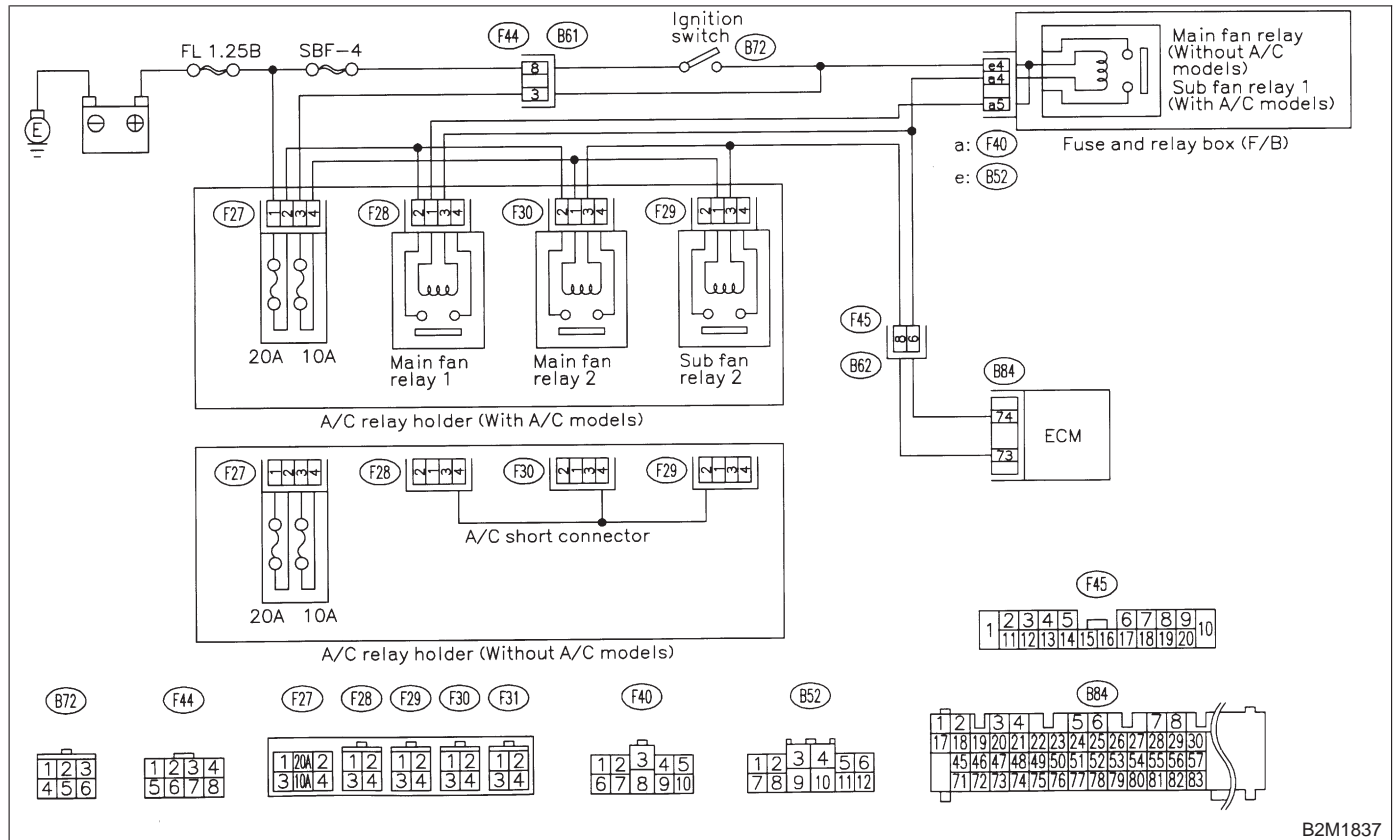 Ignition
switch
F44
B61
B72
FL 1.25B
SBF-4
8
3
E
⊖ ⊕
e4
a4
a5
Main fan relay
(Without A/C
models)
Sub fan relay 1
(With A/C models)
a: F40
e: B52
Fuse and relay box (F/B)
F27
1 2 3 4
F28
2 1 3 4
F30
2 1 3 4
F29
2 1 3 4
20A 10A
Main fan
relay 1
Main fan
relay 2
Sub fan
relay 2
A/C relay holder (With A/C models)
F45
8 6
B62
B84
74
73
ECM
F27
1 2 3 4
F28
2 1 3 4
F30
2 1 3 4
F29
2 1 3 4
A/C short connector
20A 10A
A/C relay holder (Without A/C models)
F45
1 2 3 4 5 6 7 8 9 10
11 12 13 14 15 16 17 18 19 20
B72
1 2 3
4 5 6
F44
1 2 3 4
5 6 7 8
F27 F28 F29 F30 F31
1 20A 2 1 2 1 2 1 2 1 2
3 10A 4 3 4 3 4 3 4 3 4
F40
1 2 3 4 5
6 7 8 9 10
B52
1 2 3 4 5 6
7 8 9 10 11 12
B84
1 2 3 4 5 6 7 8
17 18 19 20 21 22 23 24 25 26 27 28 29 30
45 46 47 48 49 50 51 52 53 54 55 56 57
71 72 73 74 75 76 77 78 79 80 81 82 83
B2M1837